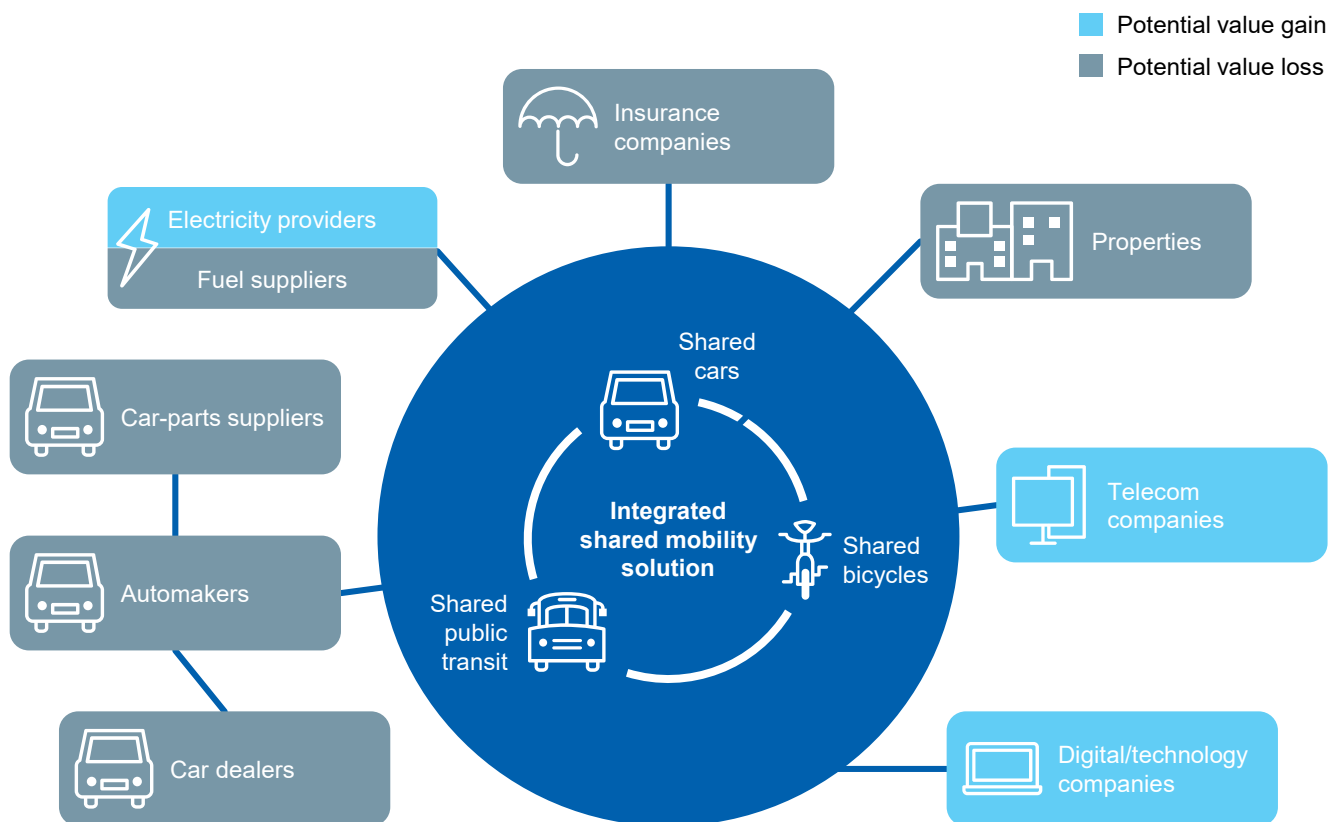 Potential value gain
Potential value loss
Insurance
companies
Electricity providers
Fuel suppliers
Properties
Shared
cars
Car-parts suppliers
Telecom
companies
Integrated
shared mobility
solution
Shared
bicycles
Automakers
Shared
public
transit
Car dealers
Digital/technology
companies